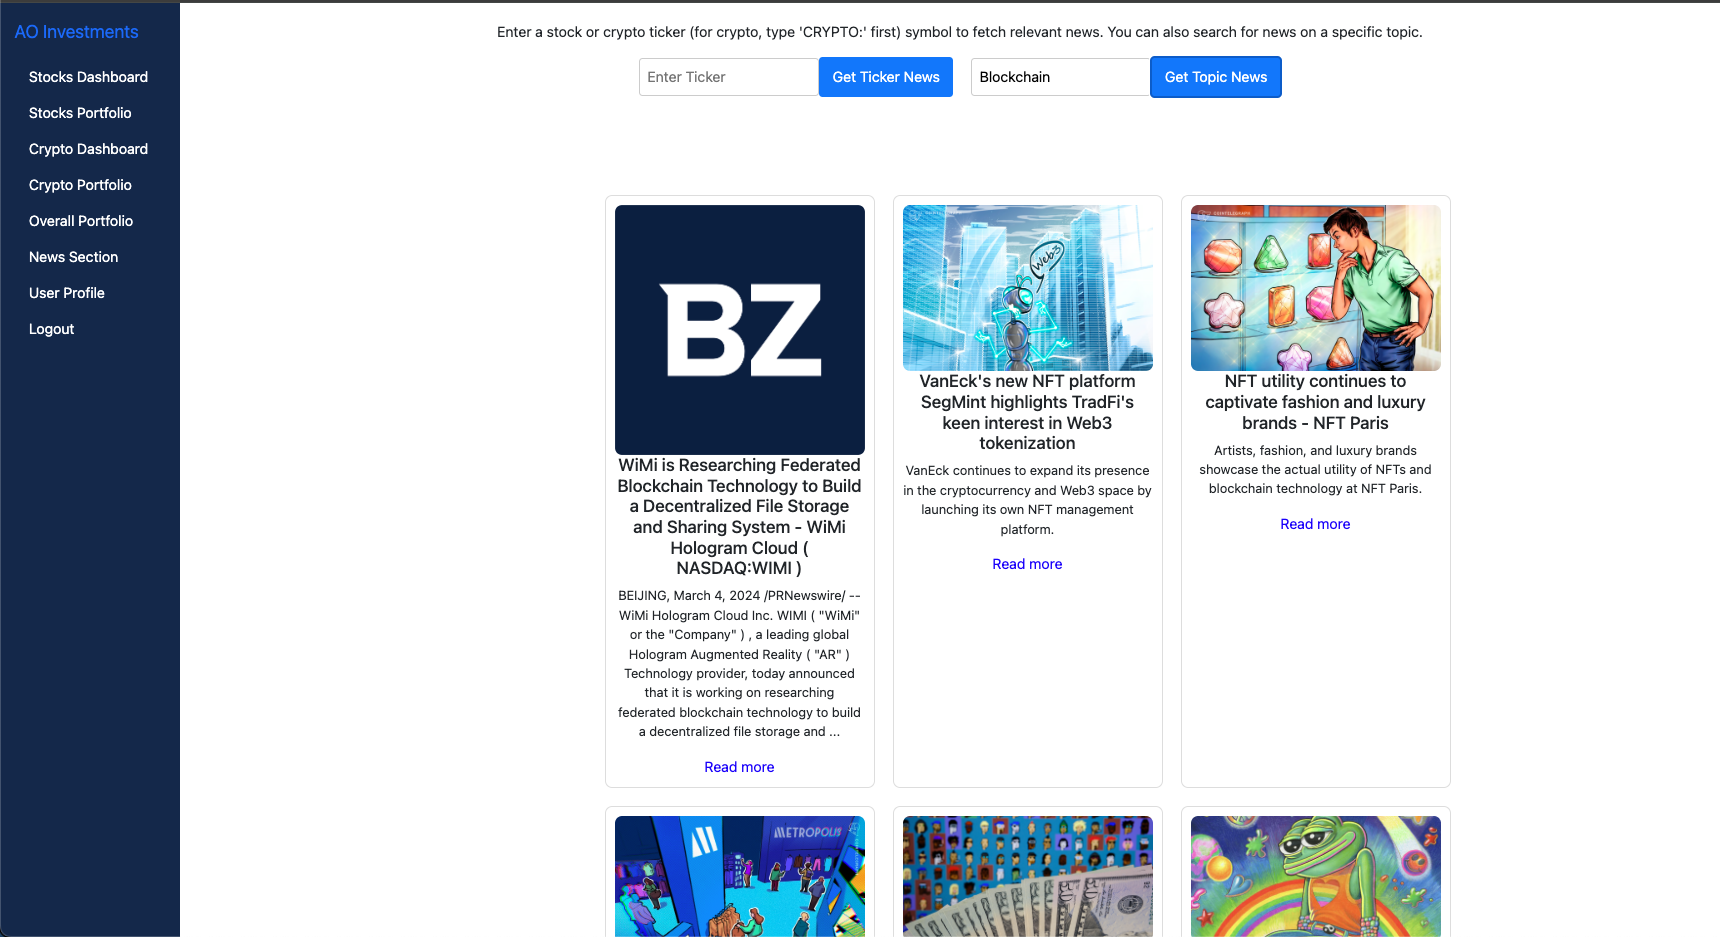 AO Investments
Stocks Dashboard
Stocks Portfolio
Crypto Dashboard
Crypto Portfolio
Overall Portfolio
News Section
User Profile
Logout
Enter a stock or crypto ticker (for crypto, type 'CRYPTO:' first) symbol to fetch relevant news. You can also search for news on a specific topic.
Enter Ticker
Get Ticker News
Blockchain
Get Topic News
BZ
WiMi is Researching Federated
Blockchain Technology to Build
a Decentralized File Storage
and Sharing System - WiMi
Hologram Cloud (
NASDAQ:WIMI )
BEIJING, March 4, 2024 /PRNewswire/ --
WiMi Hologram Cloud Inc. WIMI ( "WiMi"
or the "Company" ) , a leading global
Hologram Augmented Reality ( "AR" )
Technology provider, today announced
that it is working on researching
federated blockchain technology to build
a decentralized file storage and ...
Read more
Web3
VanEck's new NFT platform
SegMint highlights TradFi's
keen interest in Web3
tokenization
VanEck continues to expand its presence
in the cryptocurrency and Web3 space by
launching its own NFT management
platform.
Read more
NFT utility continues to
captivate fashion and luxury
brands - NFT Paris
Artists, fashion, and luxury brands
showcase the actual utility of NFTs and
blockchain technology at NFT Paris.
Read more
METROPOLIS